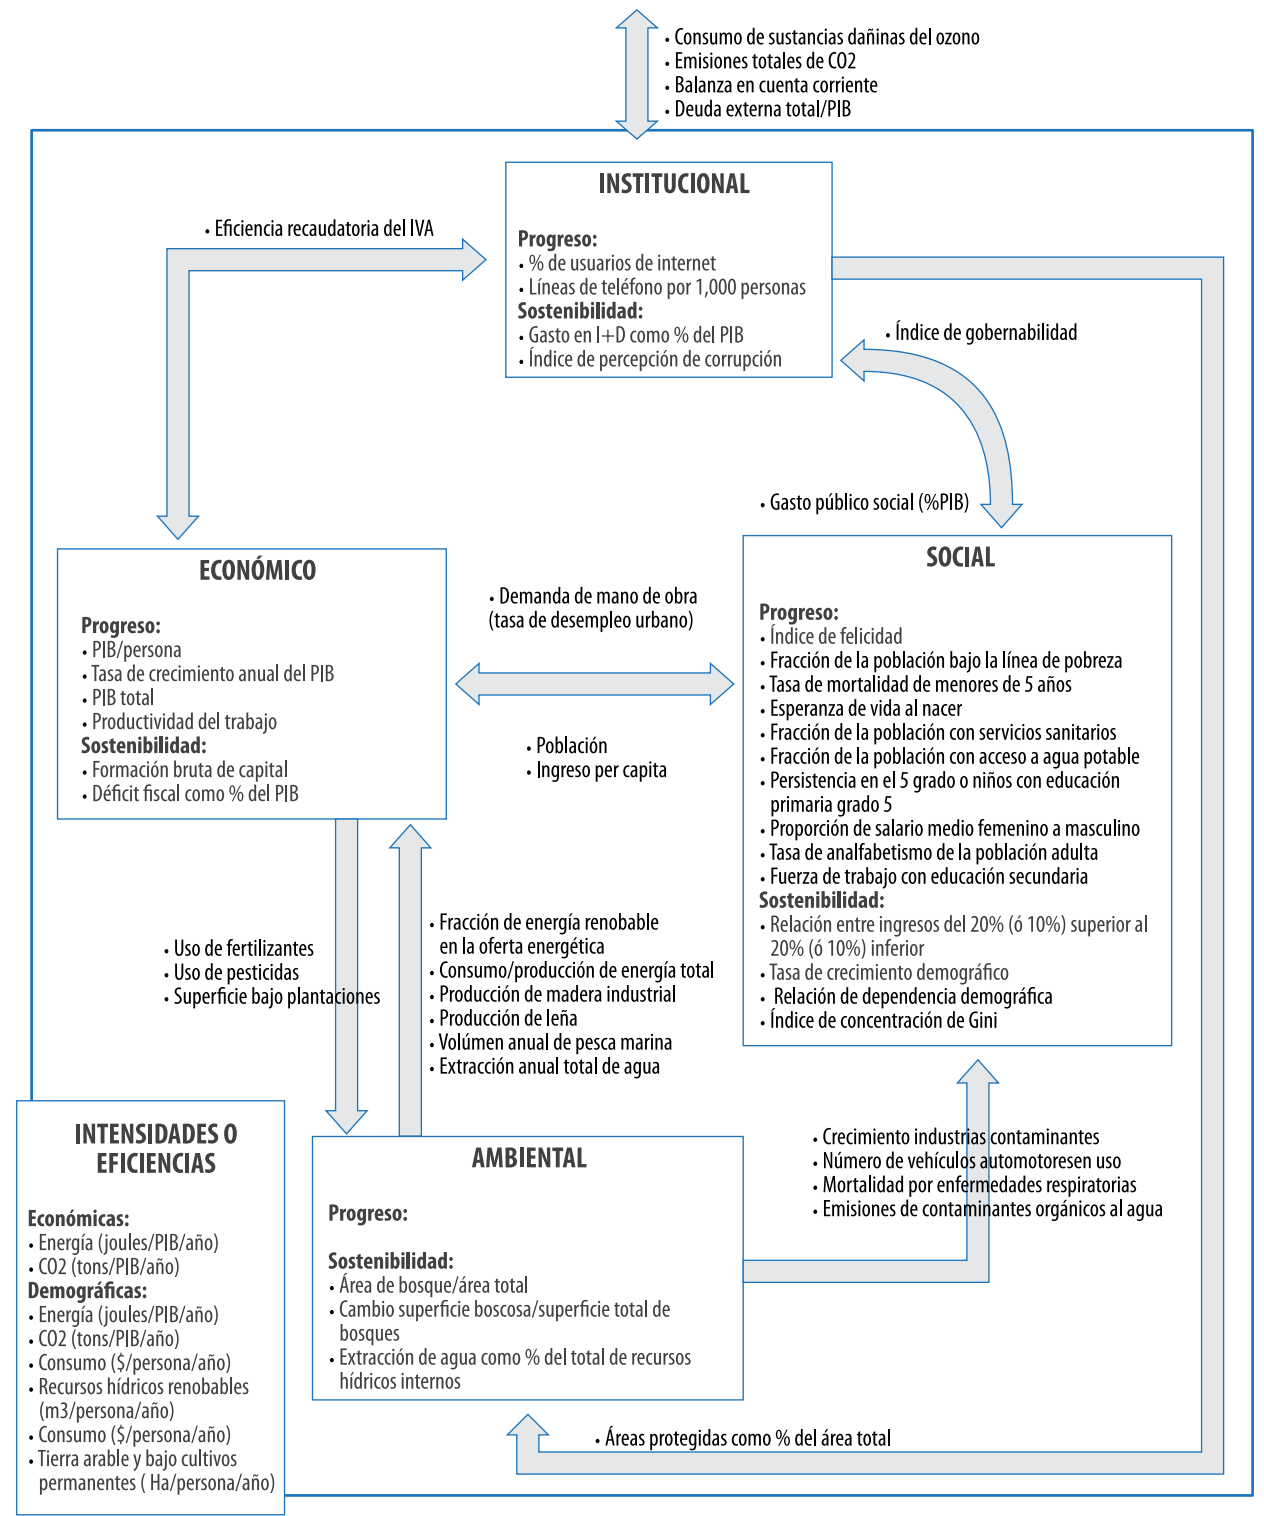 • Consumo de sustancias dañinas del ozono
• Emisiones totales de CO2
• Balanza en cuenta corriente
• Deuda externa total/PIB
INSTITUCIONAL
Progreso:
• % de usuarios de internet
• Líneas de teléfono por 1,000 personas
Sostenibilidad:
• Gasto en I+D como % del PIB
• Índice de percepción de corrupción
• Eficiencia recaudatoria del IVA
• Índice de gobernabilidad
• Gasto público social (%PIB)
ECONÓMICO
Progreso:
• PIB/persona
• Tasa de crecimiento anual del PIB
• PIB total
• Productividad del trabajo
Sostenibilidad:
• Formación bruta de capital
• Déficit fiscal como % del PIB
• Demanda de mano de obra
(tasa de desempleo urbano)
• Población
• Ingreso per capita
SOCIAL
Progreso:
• Índice de felicidad
• Fracción de la población bajo la línea de pobreza
• Tasa de mortalidad de menores de 5 años
• Esperanza de vida al nacer
• Fracción de la población con servicios sanitarios
• Fracción de la población con acceso a agua potable
• Persistencia en el 5 grado o niños con educación
primaria grado 5
• Proporción de salario medio femenino a masculino
• Tasa de analfabetismo de la población adulta
• Fuerza de trabajo con educación secundaria
Sostenibilidad:
• Relación entre ingresos del 20% (ó 10%) superior al
20% (ó 10%) inferior
• Tasa de crecimiento demográfico
• Relación de dependencia demográfica
• Índice de concentración de Gini
• Uso de fertilizantes
• Uso de pesticidas
• Superficie bajo plantaciones
• Fracción de energía renobable
en la oferta energética
• Consumo/producción de energía total
• Producción de madera industrial
• Producción de leña
• Volúmen anual de pesca marina
• Extracción anual total de agua
INTENSIDADES O
EFICIENCIAS
Económicas:
• Energía (joules/PIB/año)
• CO2 (tons/PIB/año)
Demográficas:
• Energía (joules/PIB/año)
• CO2 (tons/PIB/año)
• Consumo ($/persona/año)
• Recursos hídricos renobables
(m3/persona/año)
• Consumo ($/persona/año)
• Tierra arable y bajo cultivos
permanentes ( Ha/persona/año)
AMBIENTAL
Progreso:
Sostenibilidad:
• Área de bosque/área total
• Cambio superficie boscosa/superficie total de
bosques
• Extracción de agua como % del total de recursos
hídricos internos
• Crecimiento industrias contaminantes
• Número de vehículos automotoresen uso
• Mortalidad por enfermedades respiratorias
• Emisiones de contaminantes orgánicos al agua
• Áreas protegidas como % del área total